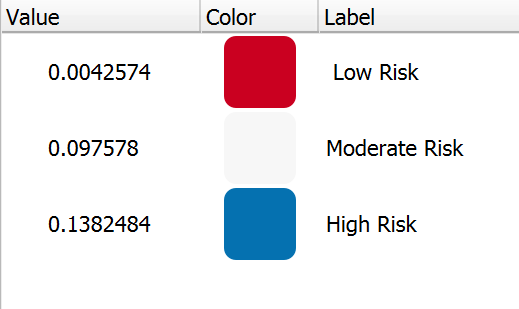 Value Color Label
0.0042574 Low Risk
0.097578 Moderate Risk
0.1382484 High Risk